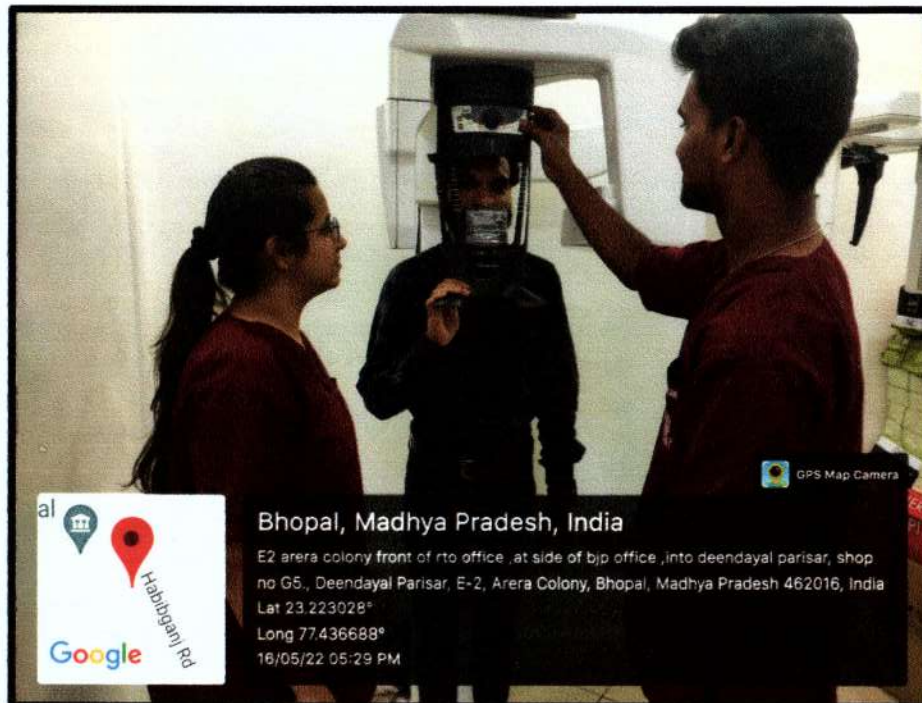 GPS Map Camera
al
Habibganj Rd
Google
Bhopal, Madhya Pradesh, India
E2 arera colony front of rto office ,at side of bjp office ,into deendayal parisar, shop
no G5., Deendayal Parisar, E-2, Arera Colony, Bhopal, Madhya Pradesh 462016, India
Lat 23.223028°
Long 77.436688°
16/05/22 05:29 PM